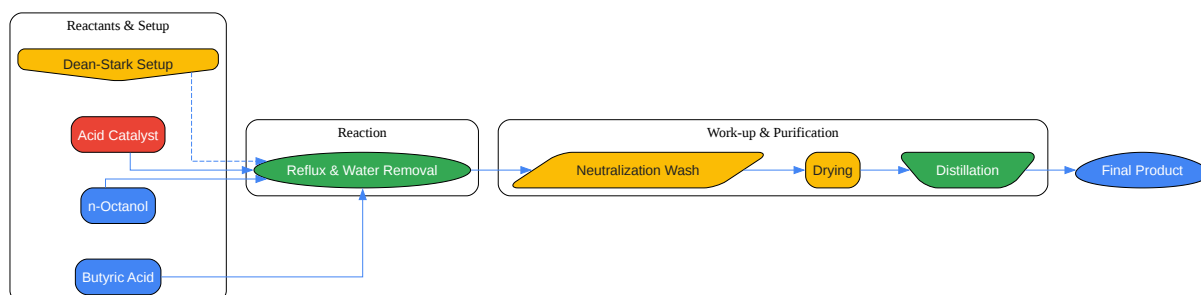 Reactants & Setup
Dean-Stark Setup
Acid Catalyst
n-Octanol
Butyric Acid
Reaction
Reflux & Water Removal
Work-up & Purification
Neutralization Wash
Drying
Distillation
Final Product